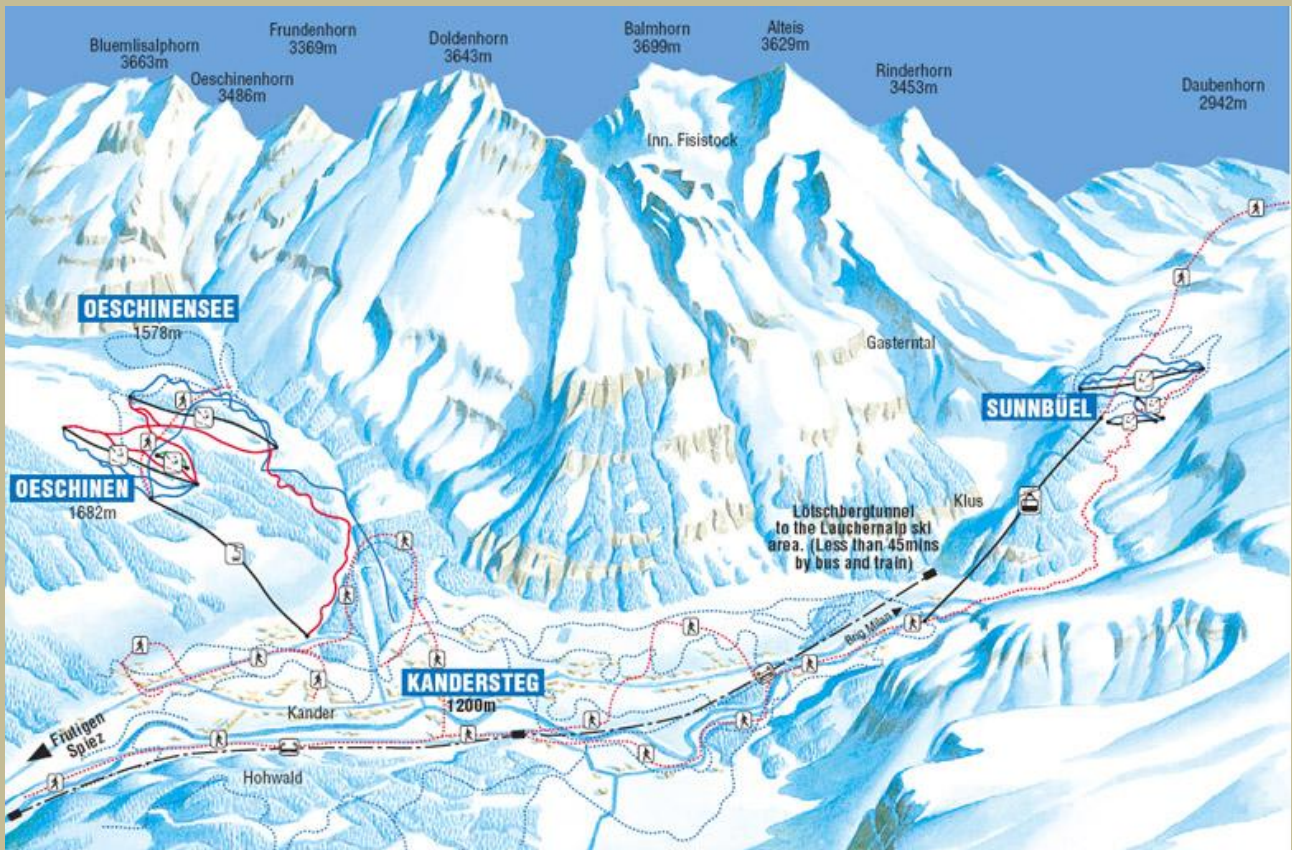 Bluemlisalphorn
3663m
Oeschinenhorn
3486m
Frundenhorn
3369m
Doldenhorn
3643m
Balmhorn
3699m
Alteis
3629m
Rinderhorn
3453m
Daubenhorn
2942m
Inn. Fisistock
OESCHINENSEE
1578m
Gasterntal
SUNNBÜEL
OESCHINEN
1682m
Klus
Lötschbergtunnel
to the Lauchernalp ski
area. (Less than 45mins
by bus and train)
Brig Milan
KANDERSTEG
1200m
Kander
Frutigen
Spiez
Hohwald